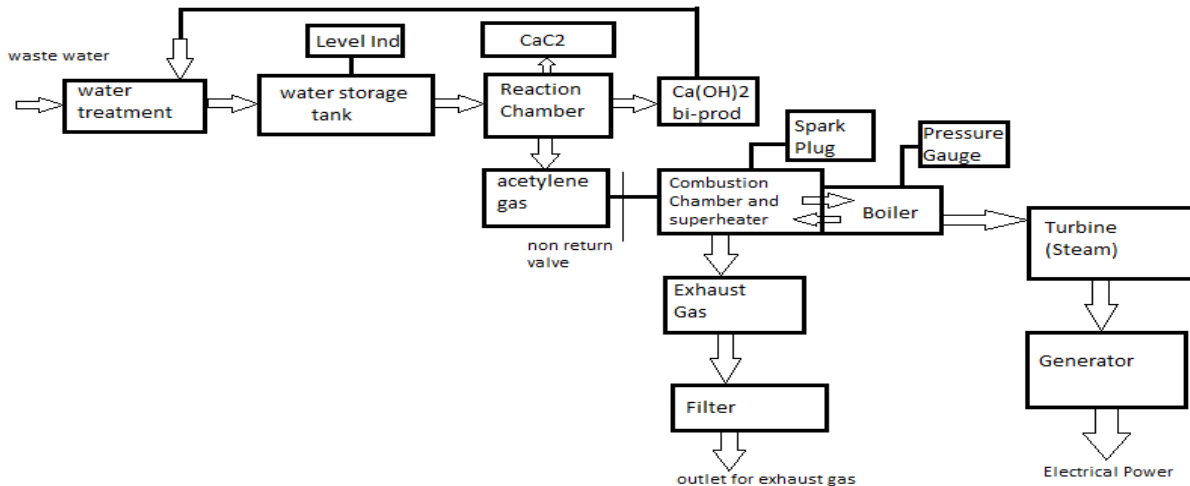 waste water
Level Ind
CaC2
water
treatment
water storage
tank
Reaction
Chamber
Ca(OH)2
bi-prod
Spark
Plug
Pressure
Gauge
acetylene
gas
non return
valve
Combustion
Chamber and
superheater
Boiler
Turbine
(Steam)
Exhaust
Gas
Generator
Filter
outlet for exhaust gas
Electrical Power